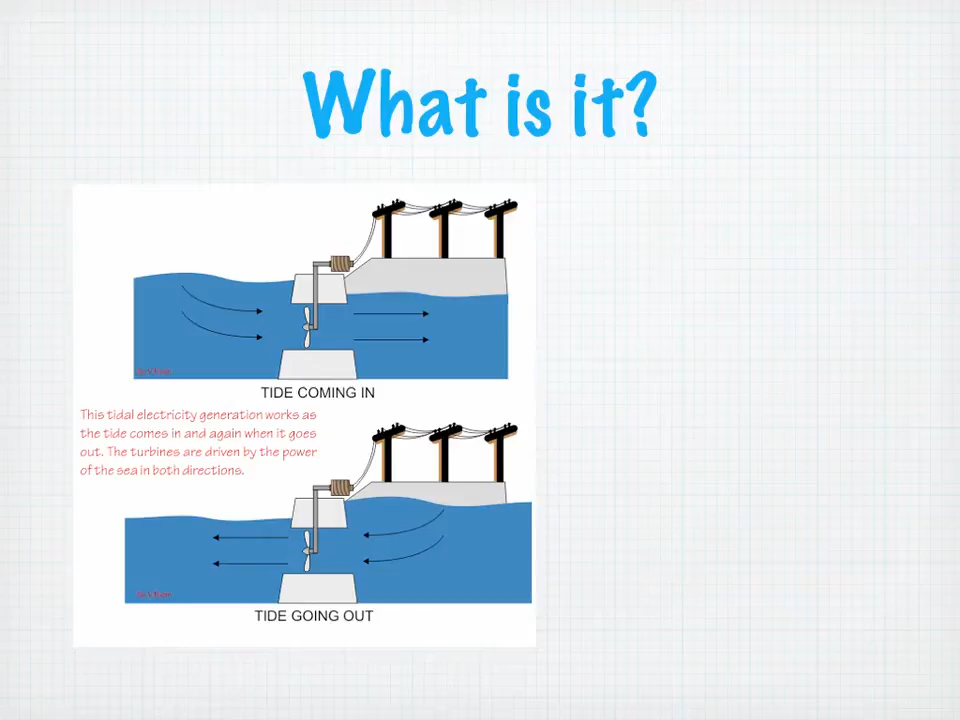 What is it?
TIDE COMING IN
This tidal electricity generation works as
the tide comes in and again when it goes
out. The turbines are driven by the power
of the sea in both directions.
TIDE GOING OUT